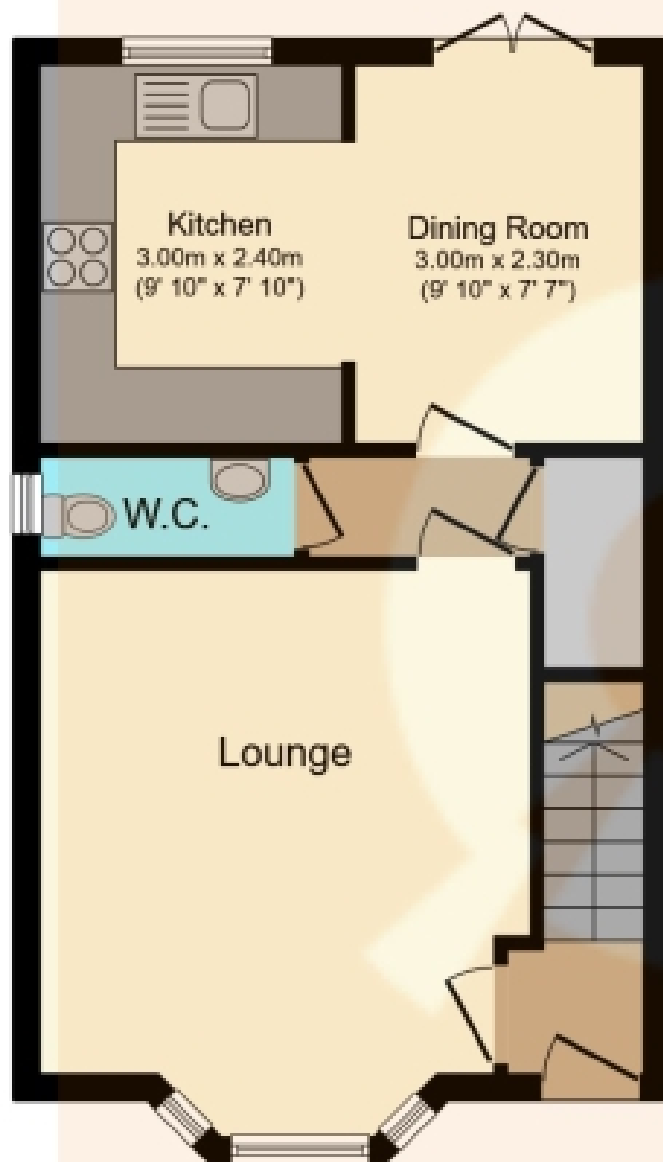 Kitchen
3.00m x 2.40m
(9' 10" x 7' 10")
Dining Room
3.00m x 2.30m
(9' 10" x 7' 7")
W.C.
Lounge